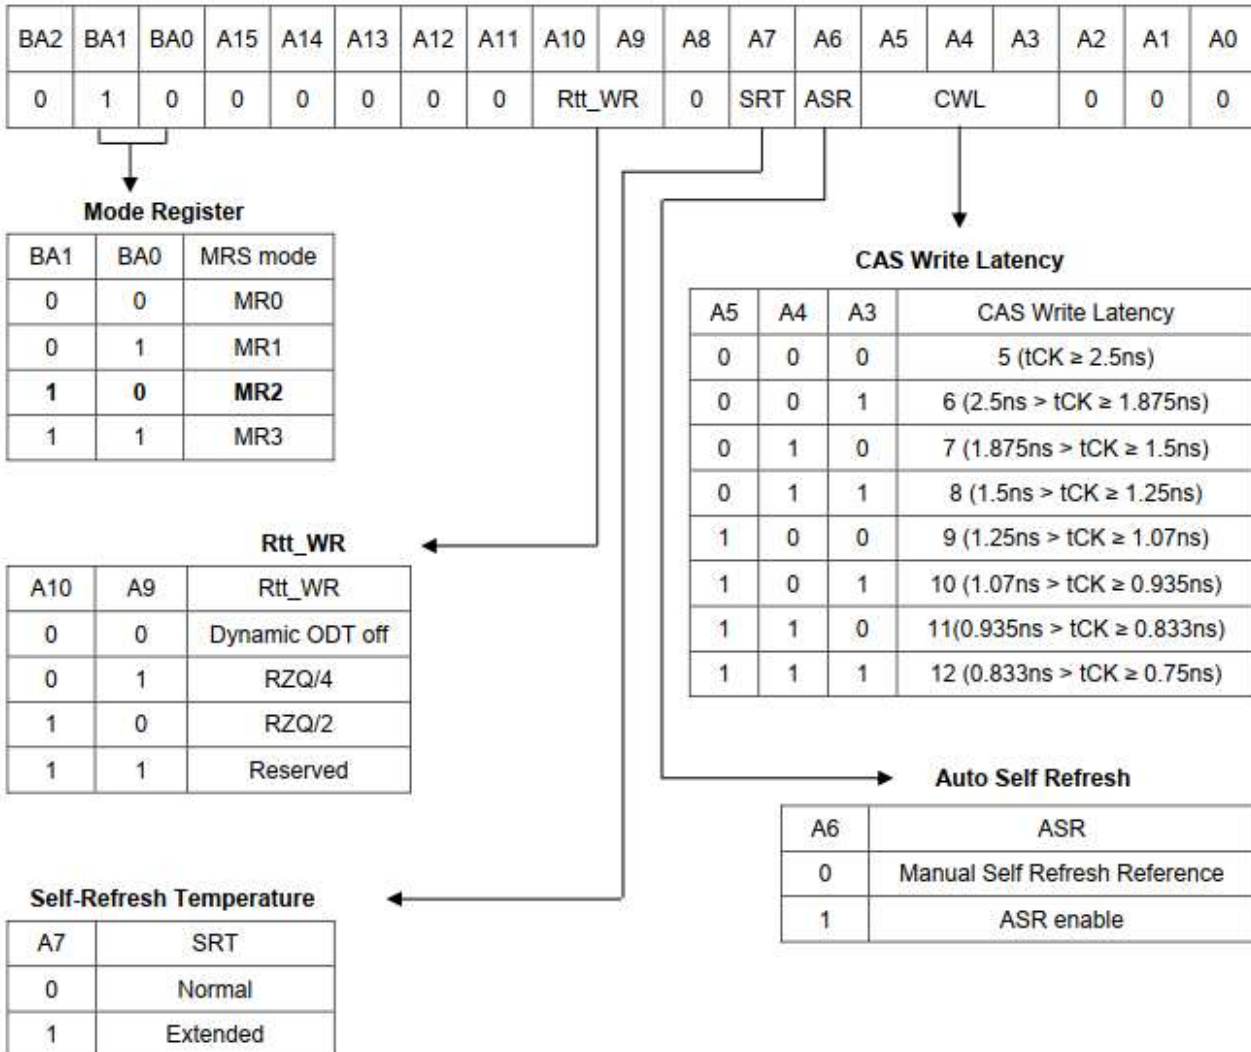 BA2 BA1 BA0 A15 A14 A13 A12 A11 A10 A9 A8 A7 A6 A5 A4 A3 A2 A1 A0
0 1 0 0 0 0 0 0 Rtt_WR 0 SRT ASR CWL 0 0 0
Mode Register
BA1 BA0 MRS mode
0 0 MR0
0 1 MR1
1 0 MR2
1 1 MR3
CAS Write Latency
A5 A4 A3 CAS Write Latency
0 0 0 5 (tCK ≥ 2.5ns)
0 0 1 6 (2.5ns > tCK ≥ 1.875ns)
0 1 0 7 (1.875ns > tCK ≥ 1.5ns)
0 1 1 8 (1.5ns > tCK ≥ 1.25ns)
1 0 0 9 (1.25ns > tCK ≥ 1.07ns)
1 0 1 10 (1.07ns > tCK ≥ 0.935ns)
1 1 0 11(0.935ns > tCK ≥ 0.833ns)
1 1 1 12 (0.833ns > tCK ≥ 0.75ns)
Rtt_WR
A10 A9 Rtt_WR
0 0 Dynamic ODT off
0 1 RZQ/4
1 0 RZQ/2
1 1 Reserved
Auto Self Refresh
A6 ASR
0 Manual Self Refresh Reference
1 ASR enable
Self-Refresh Temperature
A7 SRT
0 Normal
1 Extended